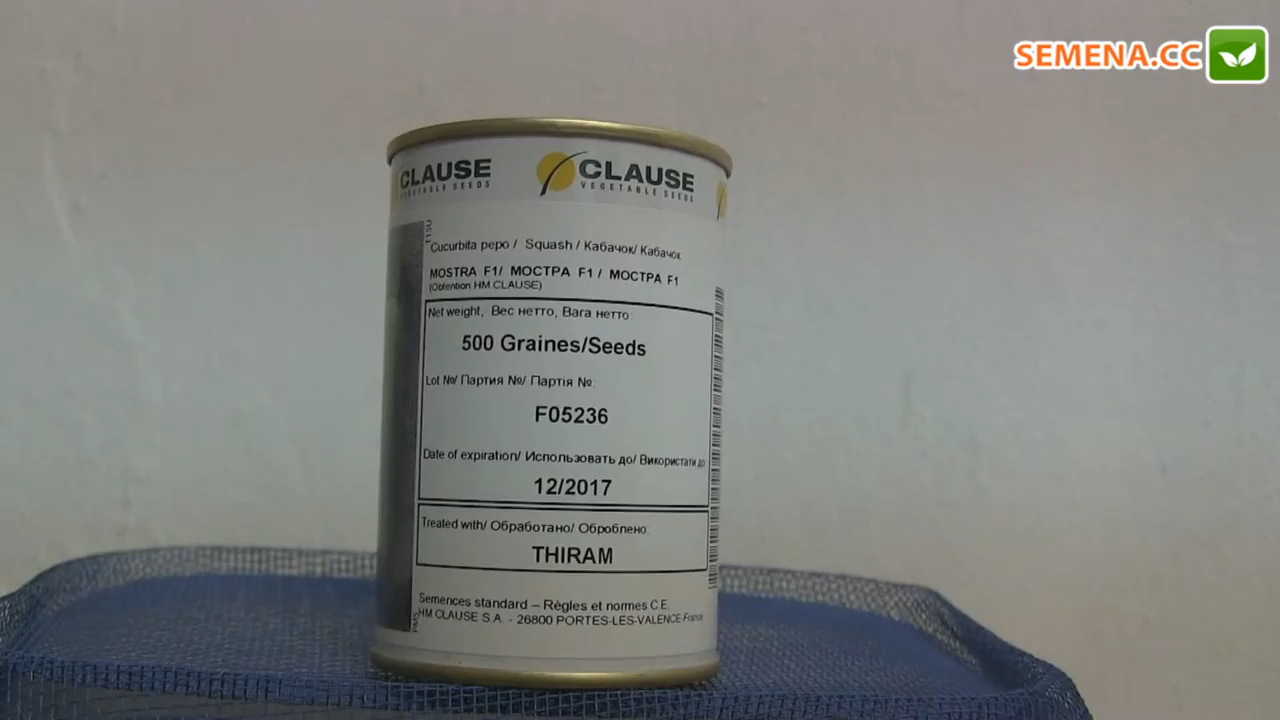 SEMENA.CC
CLAUSE CLAUSE
VEGETABLE SEEDS VEGETABLE SEEDS
Cucurbita pepo / Squash / Кабачок/ Кабачок
MOSTRA F1/ МОСТРА F1 / МОСТРА F1
(Obtention HM.CLAUSE)
Net weight, Вес нетто, Вага нетто:
500 Graines/Seeds
Lot №/ Партия №/ Партія №:
F05236
Date of expiration/ Использовать до/ Використати до
12/2017
Treated with/ Обработано/ Оброблено:
THIRAM
Semences standard – Règles et normes C.E.
HM CLAUSE S.A. - 26800 PORTES-LES-VALENCE-France